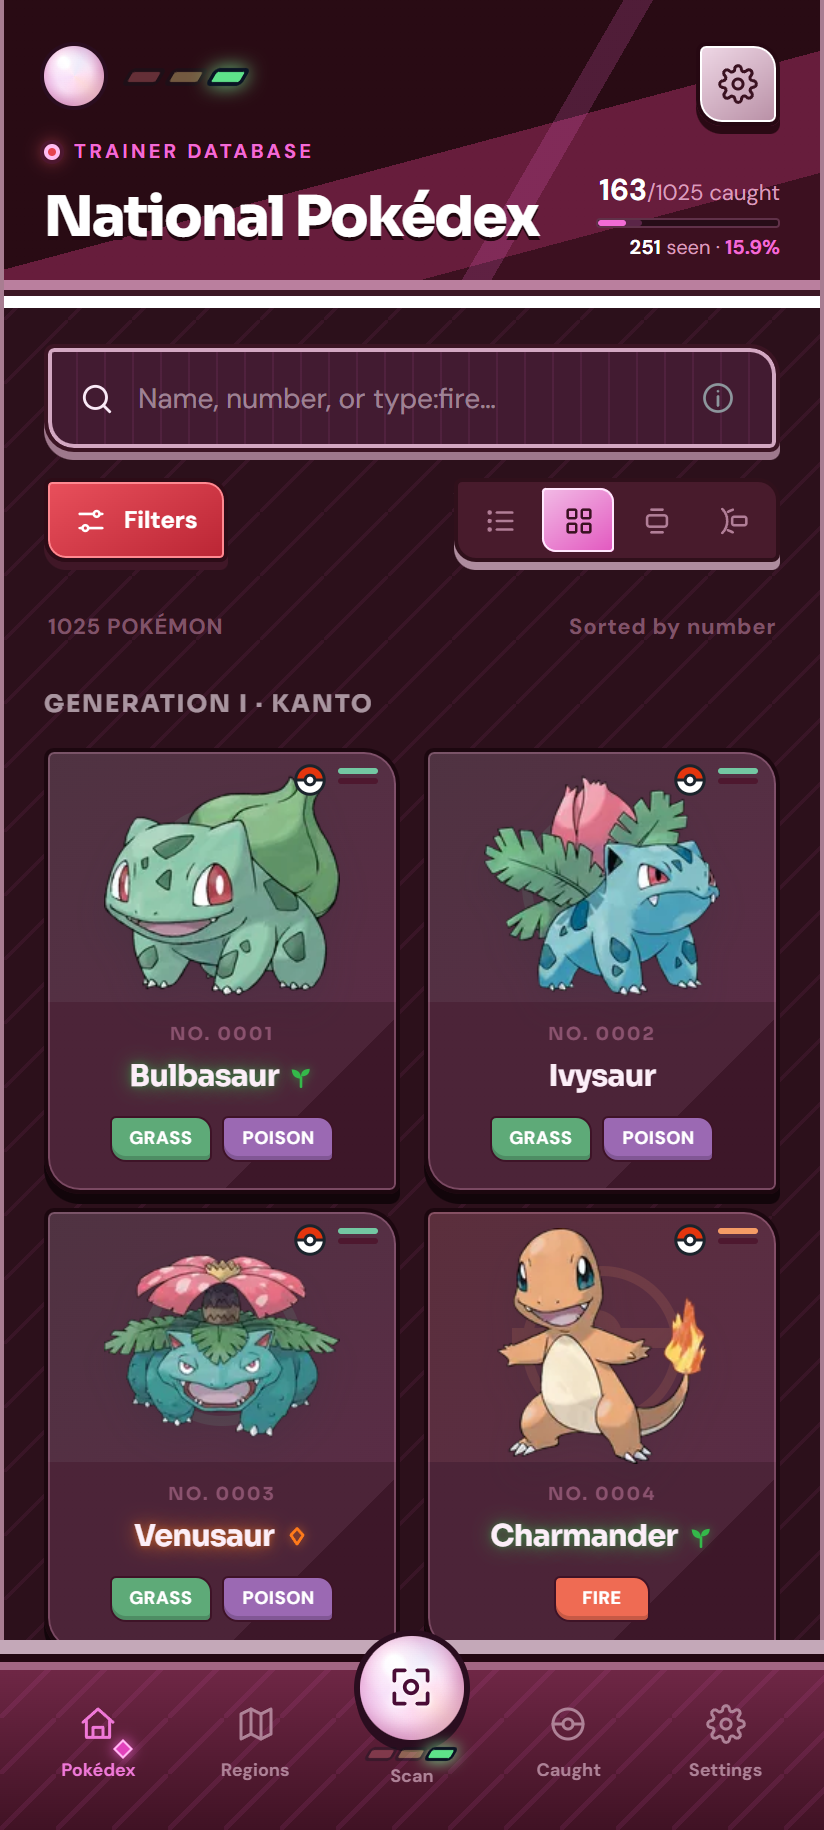 TRAINER DATABASE
National Pokédex
163/1025 caught
251 seen · 15.9%
Name, number, or type:fire...
Filters
1025 POKÉMON
Sorted by number
GENERATION I · KANTO
NO. 0001
Bulbasaur
GRASS POISON
NO. 0002
Ivysaur
GRASS POISON
NO. 0003
Venusaur
GRASS POISON
NO. 0004
Charmander
FIRE
Pokédex
Regions
Scan
Caught
Settings